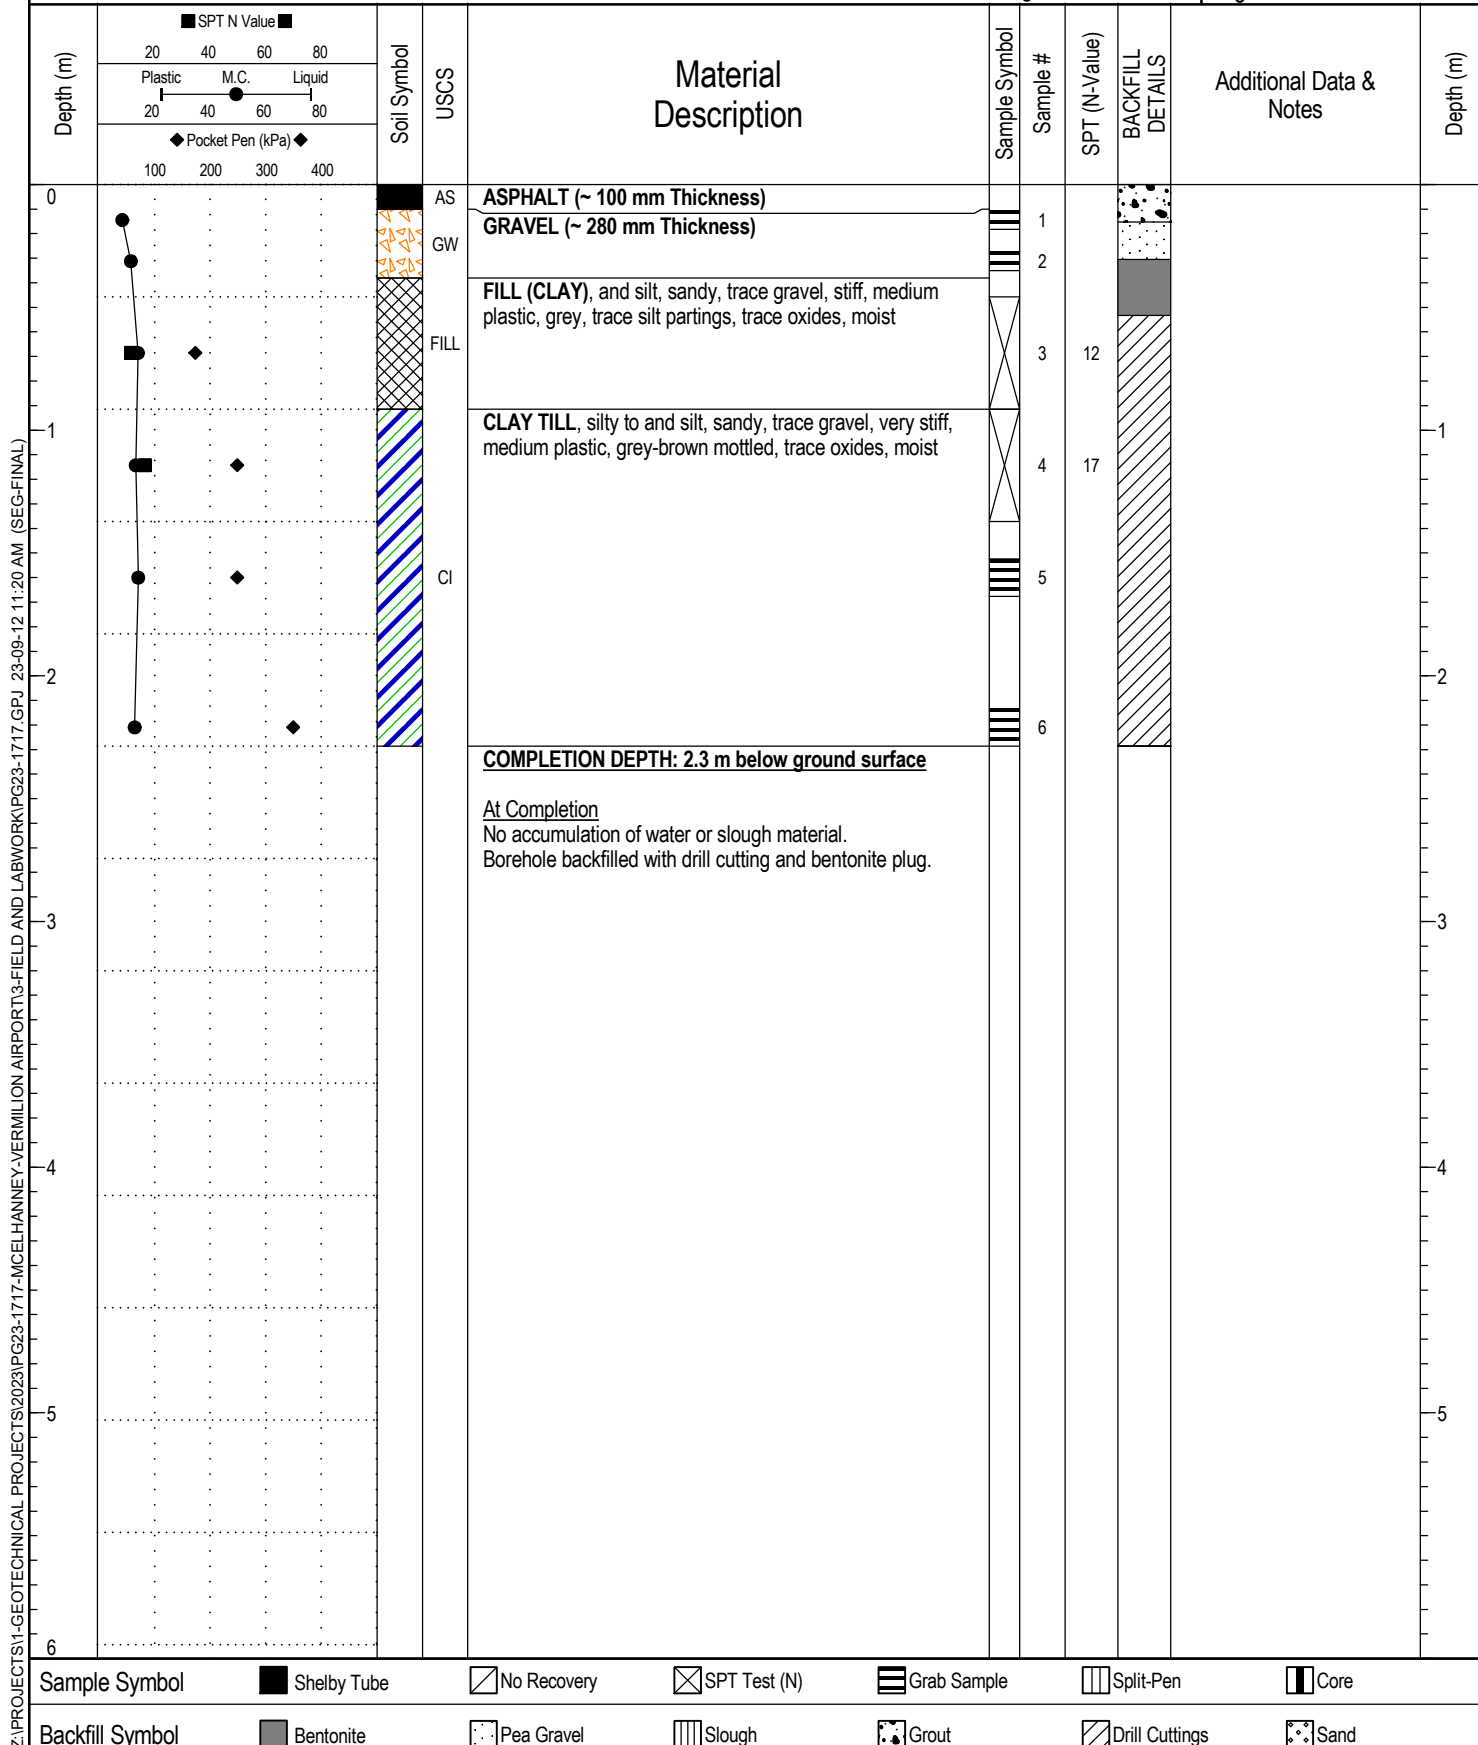 SPT N Value
20 40 60 80
Plastic M.C. Liquid
20 40 60 80
Pocket Pen (kPa)
100 200 300 400
Depth (m)
Soil Symbol
USCS
Material
Description
Sample Symbol
Sample #
SPT (N-Value)
BACKFILL
DETAILS
Additional Data &
Notes
Depth (m)
0
AS
ASPHALT (~ 100 mm Thickness)
1
GW
GRAVEL (~ 280 mm Thickness)
2
FILL
FILL (CLAY), and silt, sandy, trace gravel, stiff, medium
plastic, grey, trace silt partings, trace oxides, moist
3 12
CLAY TILL, silty to and silt, sandy, trace gravel, very stiff,
medium plastic, grey-brown mottled, trace oxides, moist
1 1
4 17
CI
5
2 2
6
COMPLETION DEPTH: 2.3 m below ground surface
At Completion
No accumulation of water or slough material.
Borehole backfilled with drill cutting and bentonite plug.
3 3
4 4
5 5
6
Z:\PROJECTS\1-GEOTECHNICAL PROJECTS\2023\PG23-1717-MCELHANNEY-VERMILION AIRPORT\3-FIELD AND LABWORK\PG23-1717.GPJ 23-09-12 11:20 AM (SEG-FINAL)
Sample Symbol Shelby Tube No Recovery SPT Test (N) Grab Sample Split-Pen Core
Backfill Symbol Bentonite Pea Gravel Slough Grout Drill Cuttings Sand